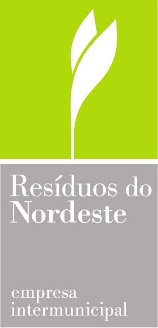 Resíduos do
Nordeste
empresa
intermunicipal